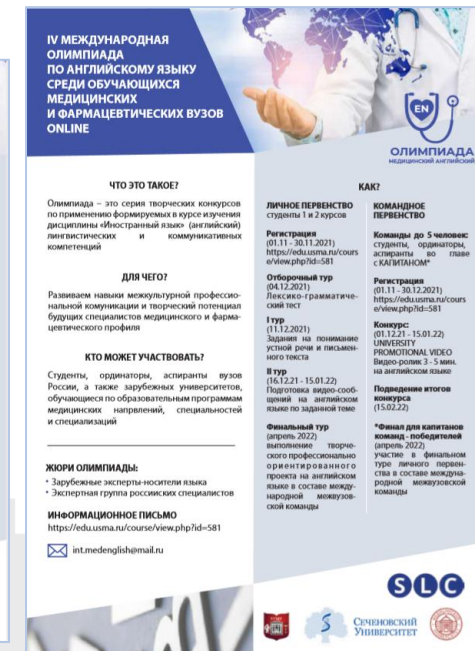 IV МЕЖДУНАРОДНАЯ
ОЛИМПИАДА
ПО АНГЛИЙСКОМУ ЯЗЫКУ
СРЕДИ ОБУЧАЮЩИХСЯ
МЕДИЦИНСКИХ
И ФАРМАЦЕВТИЧЕСКИХ ВУЗОВ
ONLINE
EN
ОЛИМПИАДА
МЕДИЦИНСКИЙ АНГЛИЙСКИЙ
ЧТО ЭТО ТАКОЕ?
Олимпиада – это серия творческих конкурсов
по применению формируемых в курсе изучения
дисциплины «Иностранный язык» (английский)
лингвистических и коммуникативных
компетенций
ДЛЯ ЧЕГО?
Развиваем навыки межкультурной профессио-
нальной комуникации и творческий потенциал
будущих специалистов медицинского и фарма-
цевтического профиля
КТО МОЖЕТ УЧАСТВОВАТЬ?
Студенты, ординаторы, аспиранты вузов
России, а также зарубежных университетов,
обучающиеся по образовательным программам
медицинских напрвлений, специальностей
и специализаций
ЖЮРИ ОЛИМПИАДЫ:
* Зарубежные эксперты-носители языка
* Экспертная группа российских специалистов
ИНФОРМАЦИОННОЕ ПИСЬМО
https://edu.usma.ru/course/view.php?id=581
int.medenglish@mail.ru
КАК?
ЛИЧНОЕ ПЕРВЕНСТВО
студенты 1 и 2 курсов
Регистрация
(01.11 - 30.11.2021)
https://edu.usma.ru/cours
e/view.php?id=581
Отборочный тур
(04.12.2021)
Лексико-грамматиче-
ский тест
I тур
(11.12.2021)
Задания на понимание
устной речи и письмен-
ного текста
II тур
(16.12.21 - 15.01.22)
Подготовка видео-сооб-
щений на английском
языке по заданной теме
Финальный тур
(апрель 2022)
выполнение творче-
ского профессионально
ориентированного
проекта на английском
языке в составе между-
народной межвузов-
ской команды
КОМАНДНОЕ
ПЕРВЕНСТВО
Команды до 5 человек:
студенты, ординаторы,
аспиранты во главе
с КАПИТАНОМ*
Регистрация
(01.11 - 30.12.2021)
https://edu.usma.ru/cours
e/view.php?id=581
Конкурс:
(01.12.21 - 15.01.22)
UNIVERSITY
PROMOTIONAL VIDEO
Видео-ролик 3 - 5 мин.
на английском языке
Подведение итогов
конкурса
(15.02.22)
*Финал для капитанов
команд - победителей
(апрель 2022)
участие в финальном
туре личного первен-
ства в составе междуна-
родной межвузовской
команды
SLC
СЕЧЕНОВСКИЙ
УНИВЕРСИТЕТ